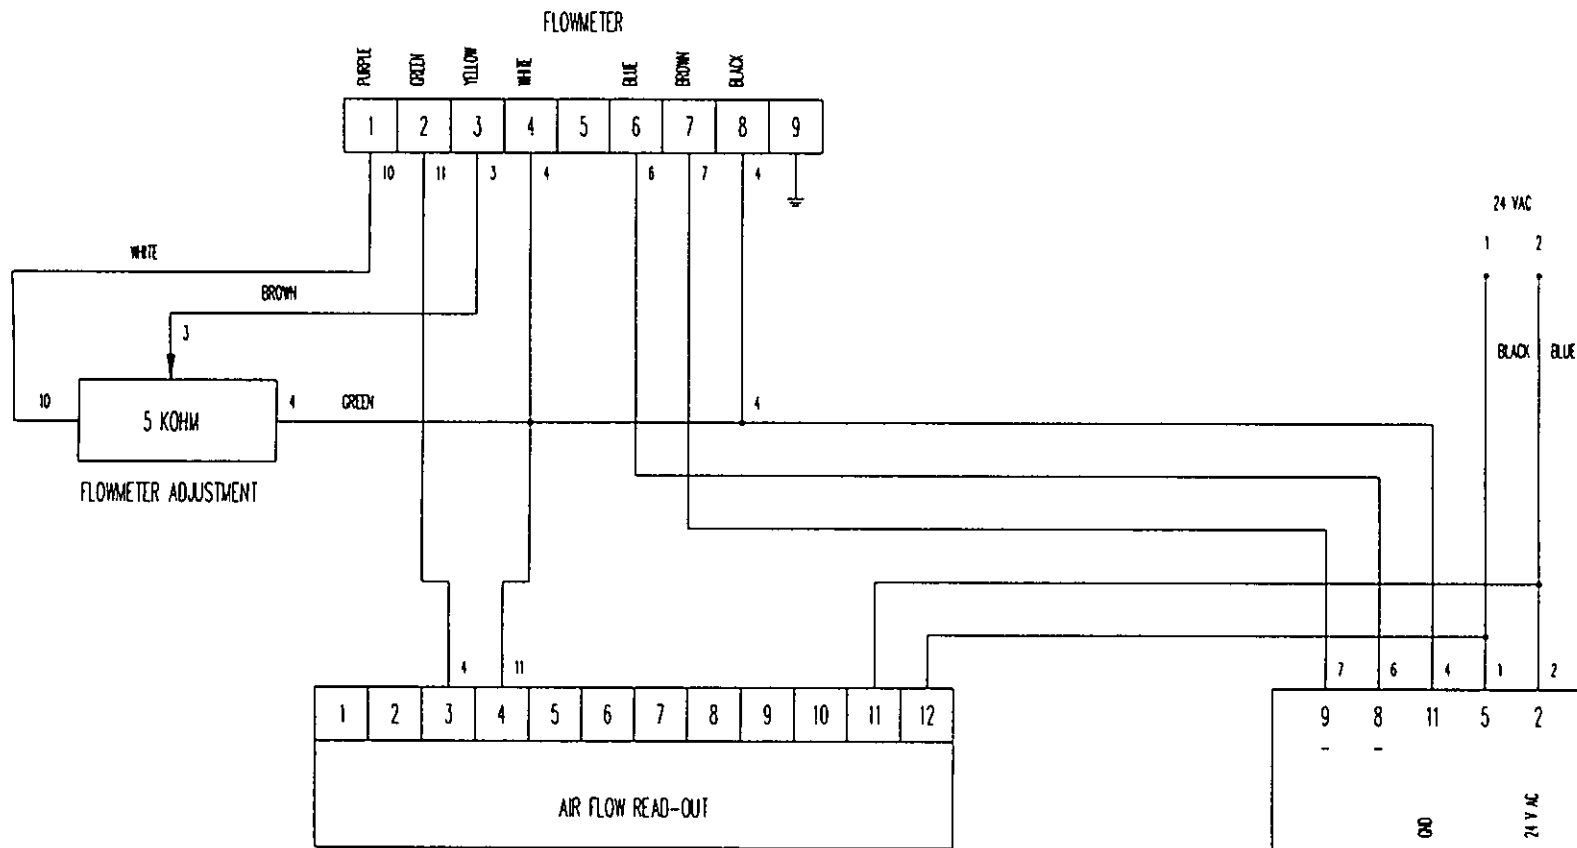 FLOWMETER
PURPLE GREEN YELLOW WHITE BLUE BROWN BLACK
1 2 3 4 5 6 7 8 9
10 11 3 4 6 7 4
24 VAC
1 2
WHITE
BROWN
3
BLACK BLUE
10 5 KOHM 4 GREEN 4
FLOWMETER ADJUSTMENT
4 11 7 6 4 1 2
1 2 3 4 5 6 7 8 9 10 11 12
9 8 11 5 2
- -
AIR FLOW READ-OUT
GND
24 V AC